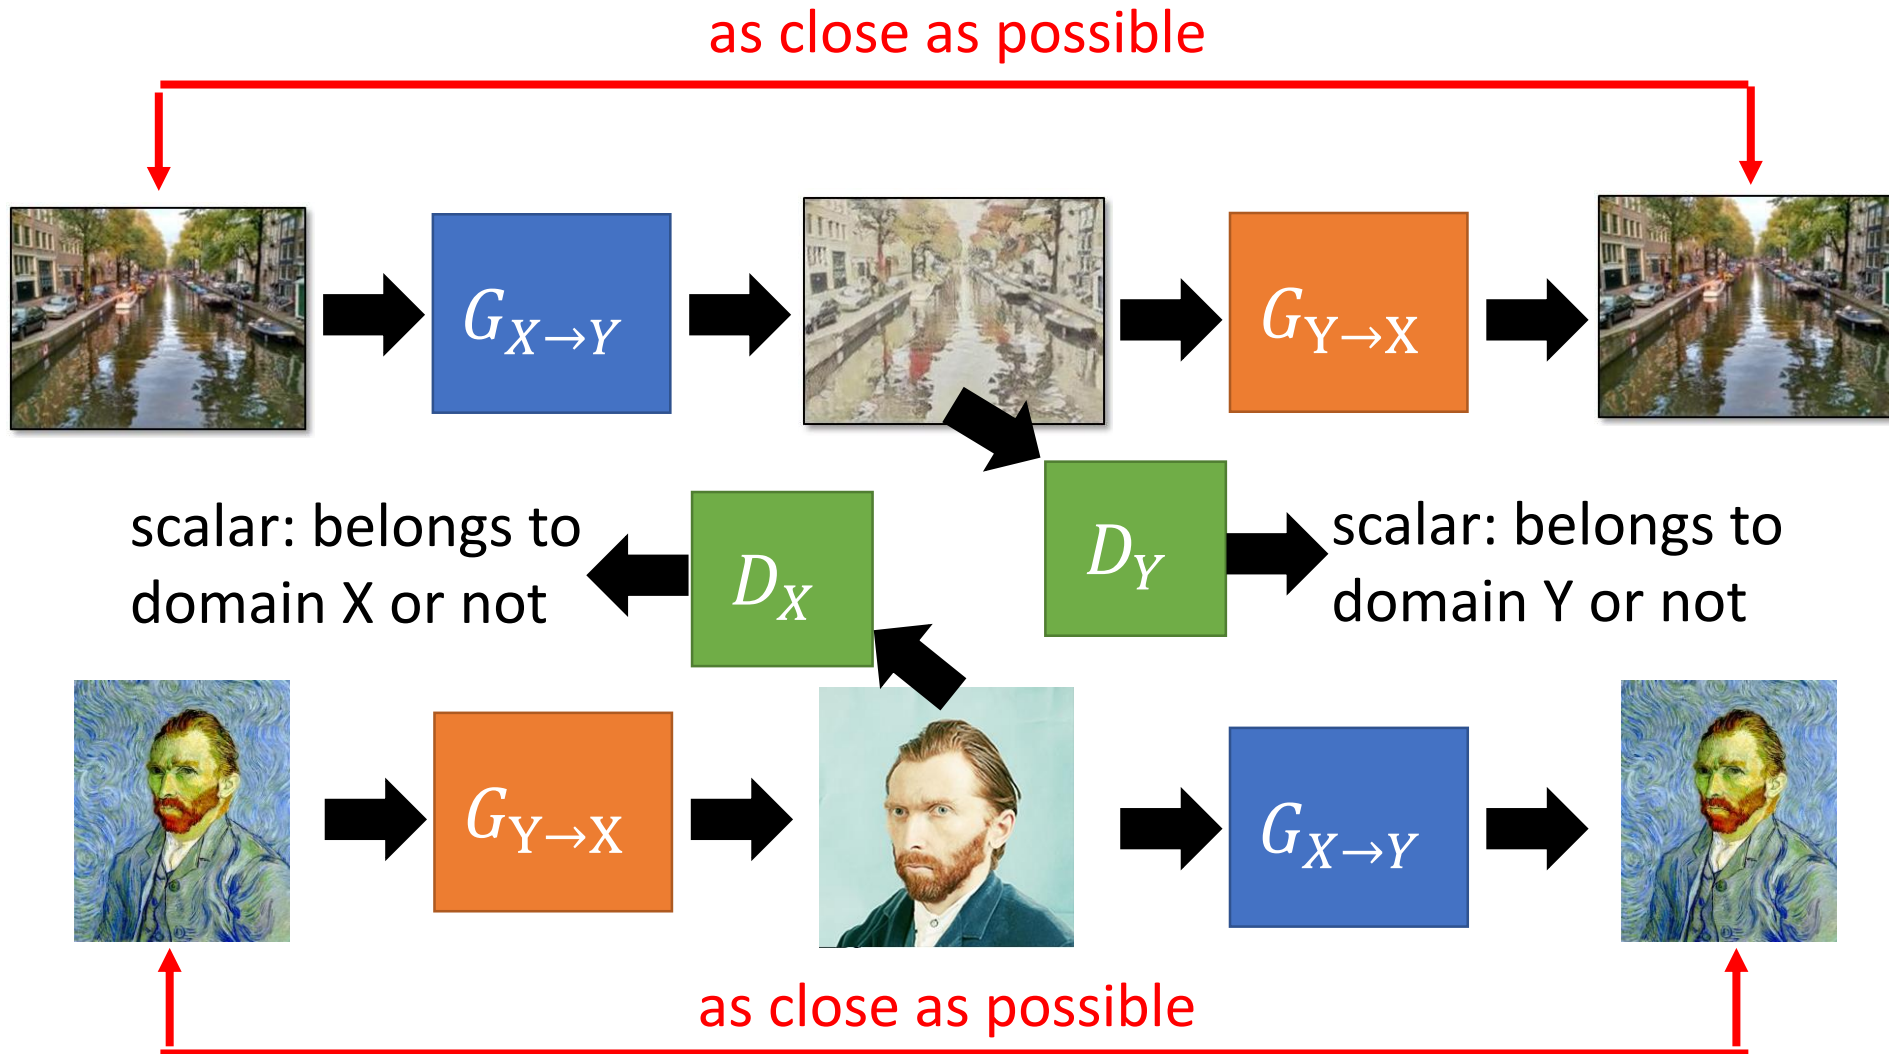 as close as possible
G_{X→Y}
G_{Y→X}
scalar: belongs to
domain X or not
D_X
D_Y
scalar: belongs to
domain Y or not
G_{Y→X}
G_{X→Y}
as close as possible